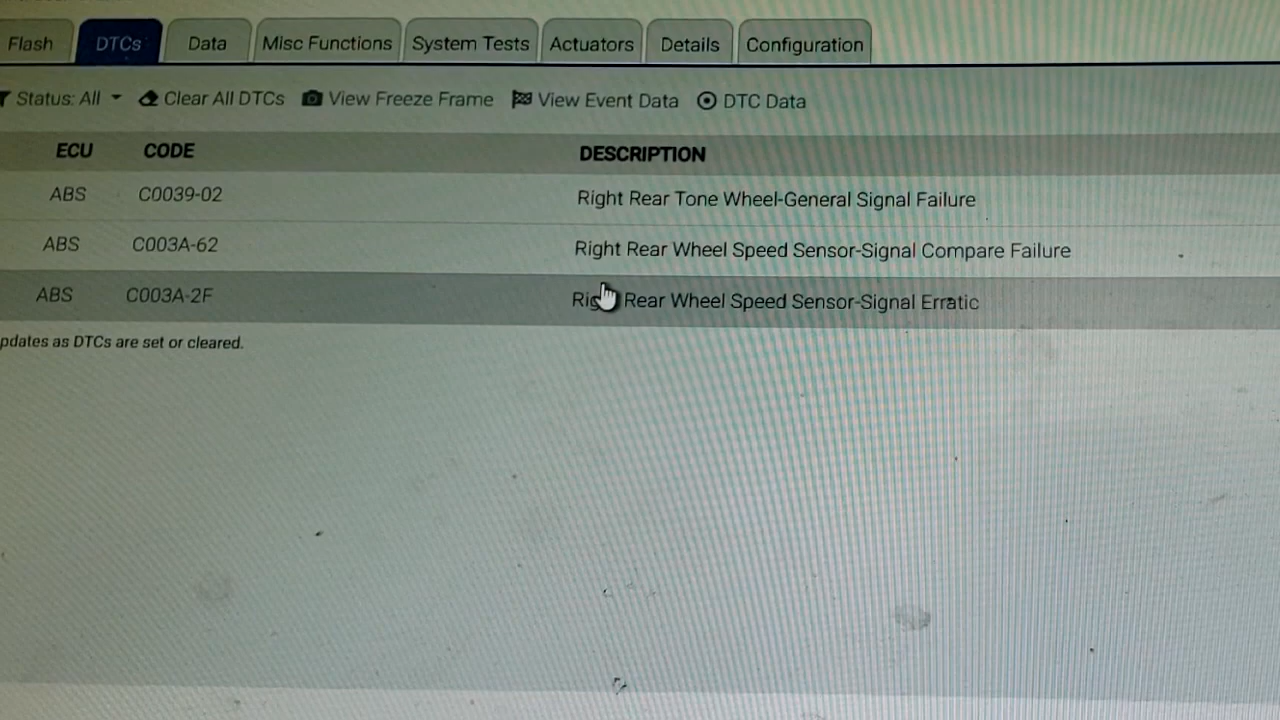 Flash DTCs Data Misc Functions System Tests Actuators Details Configuration
Status: All Clear All DTCs View Freeze Frame View Event Data DTC Data
ECU CODE DESCRIPTION
ABS C0039-02 Right Rear Tone Wheel-General Signal Failure
ABS C003A-62 Right Rear Wheel Speed Sensor-Signal Compare Failure
ABS C003A-2F Rig Rear Wheel Speed Sensor-Signal Erratic
pdates as DTCs are set or cleared.